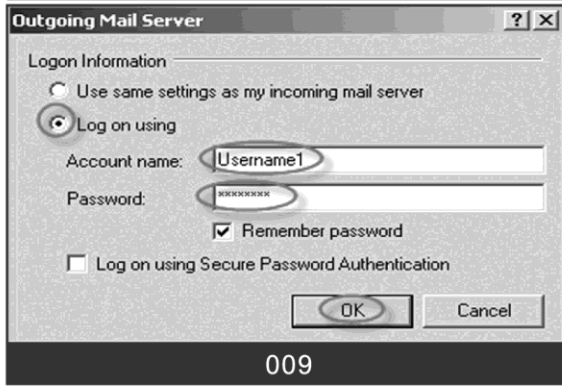 Outgoing Mail Server
Logon Information
Use same settings as my incoming mail server
Log on using
Account name: Username1
Password: ********
Remember password
Log on using Secure Password Authentication
OK Cancel
009